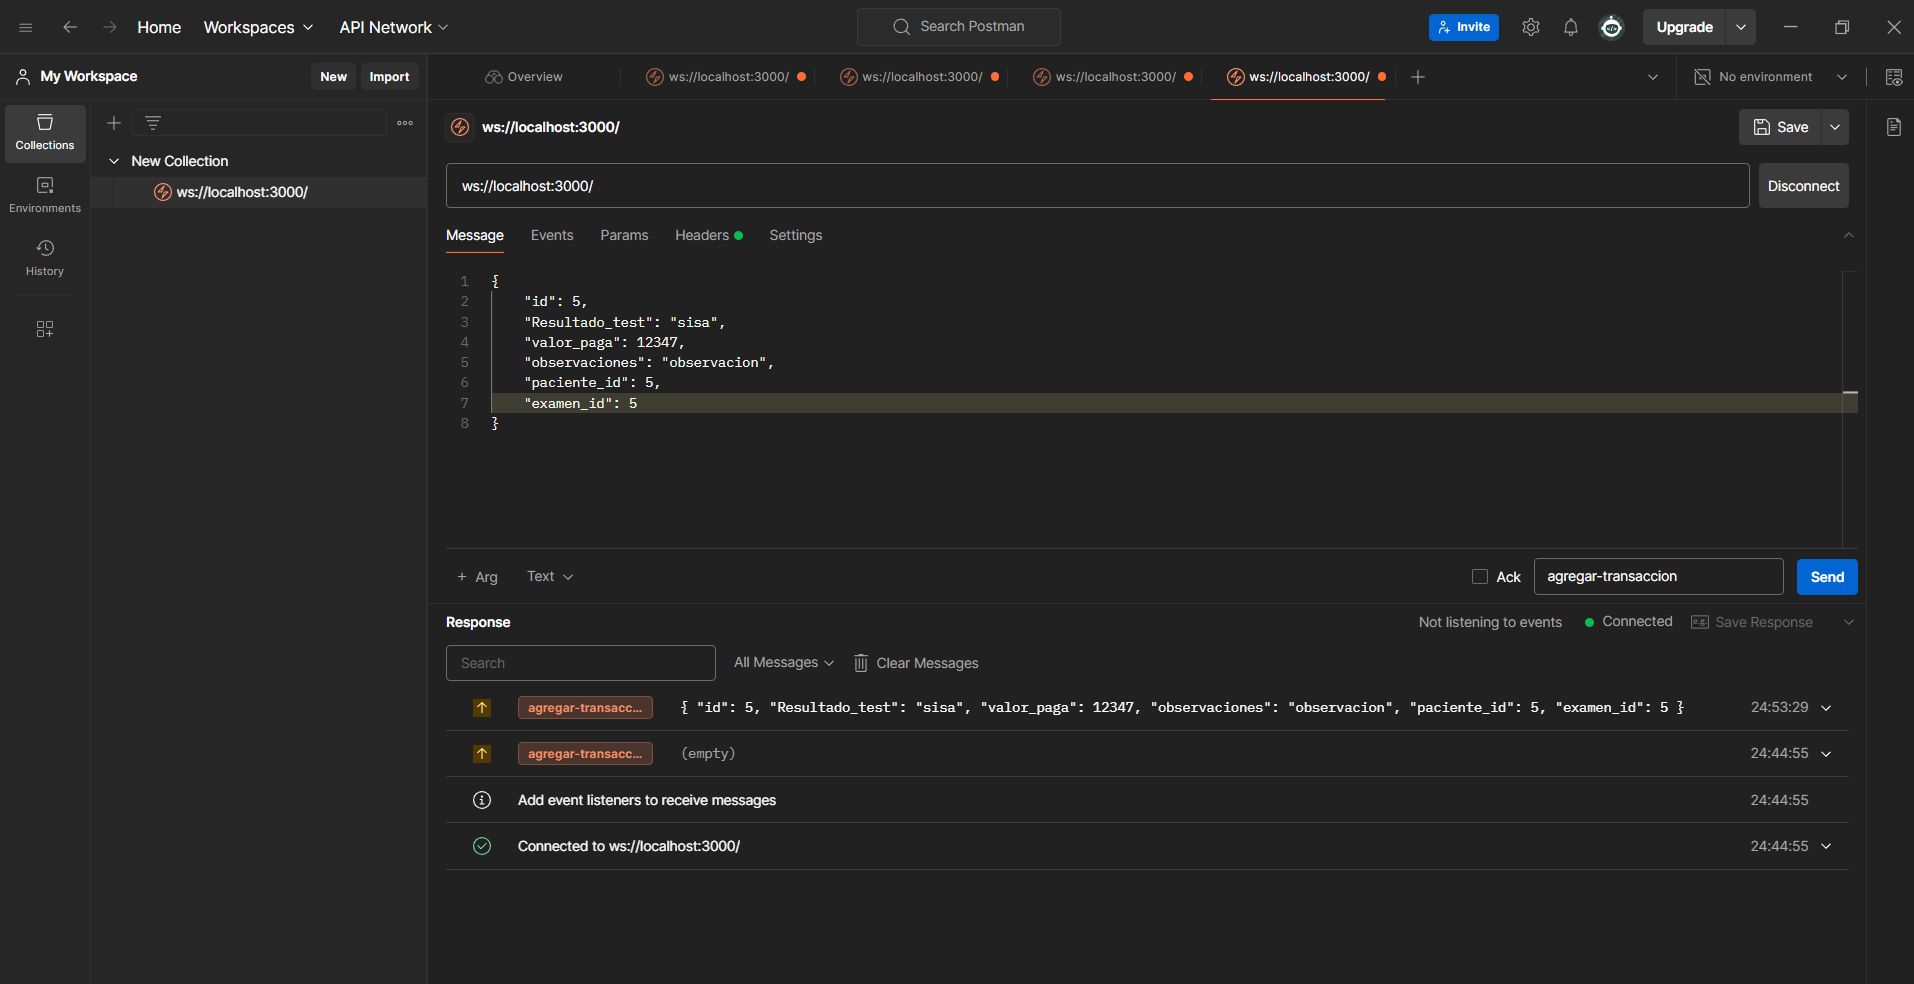 Home Workspaces API Network Search Postman Invite Upgrade
My Workspace New Import Overview ws://localhost:3000/ ws://localhost:3000/ ws://localhost:3000/ ws://localhost:3000/ No environment
Collections
Environments
History
New Collection
ws://localhost:3000/
ws://localhost:3000/ Save
ws://localhost:3000/ Disconnect
Message Events Params Headers Settings
1 {
2 "id": 5,
3 "Resultado_test": "sisa",
4 "valor_paga": 12347,
5 "observaciones": "observacion",
6 "paciente_id": 5,
7 "examen_id": 5
8 }
+ Arg Text Ack agregar-transaccion Send
Response Not listening to events Connected e.g. Save Response
Search All Messages Clear Messages
agregar-transacc... { "id": 5, "Resultado_test": "sisa", "valor_paga": 12347, "observaciones": "observacion", "paciente_id": 5, "examen_id": 5 } 24:53:29
agregar-transacc... (empty) 24:44:55
Add event listeners to receive messages 24:44:55
Connected to ws://localhost:3000/ 24:44:55